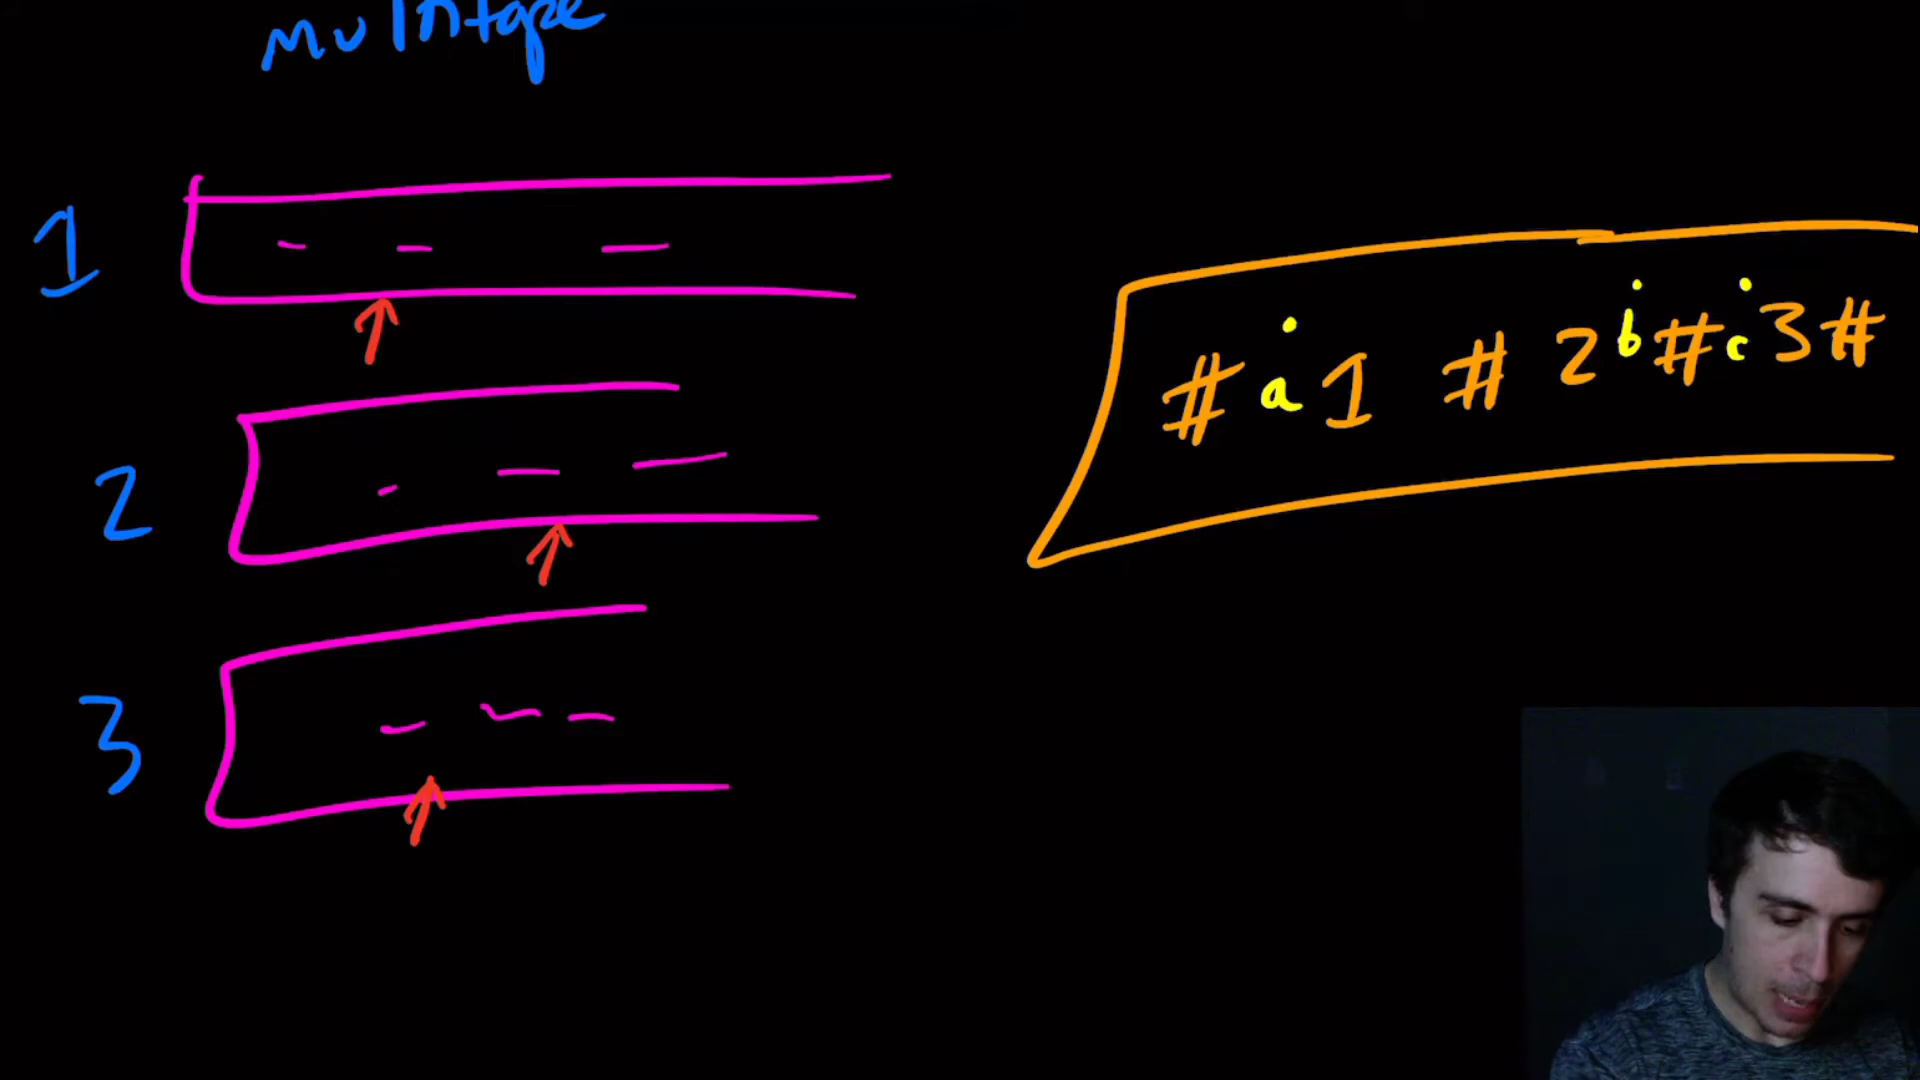 multitape
1
2
3
# ȧ 1 # 2 ḃ # ċ 3 #